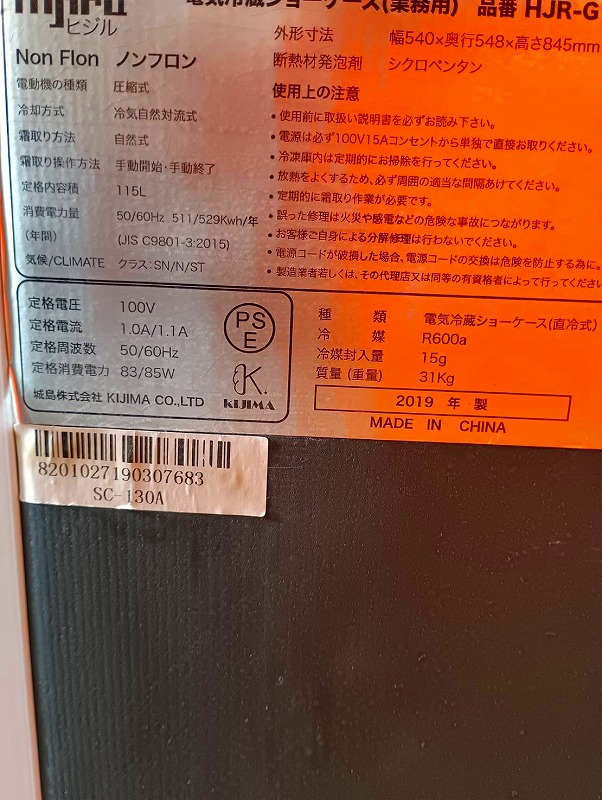 hijiru
ヒジル
電気冷蔵ショーケース(業務用) 品番 HJR-G
Non Flon ノンフロン
電動機の種類 圧縮式
冷却方式 冷気自然対流式
霜取り方法 自然式
霜取り操作方法 手動開始・手動終了
定格内容積 115L
消費電力量 50/60Hz 511/529Kwh/年
(年間) (JIS C9801-3:2015)
気候/CLIMATE クラス:SN/N/ST
外形寸法 幅540×奥行548×高さ845mm
断熱材発泡剤 シクロペンタン
使用上の注意
• 使用前に取扱い説明書を必ずお読み下さい。
• 電源は必ず100V15Aコンセントから単独で直接お取りください。
• 冷凍庫内は定期的にお掃除を行ってください。
• 放熱をよくするため、必ず周囲の適当な間隔あけてください。
• 定期的に霜取り作業が必要です。
• 誤った修理は火災や感電などの危険な事故につながります。
• お客様ご自身による分解修理は行わないでください。
• 電源コードが破損した場合、電源コードの交換は危険を防止する為に。
• 製造業者若しくは、その代理店又は同等の有資格者によって行ってくださ
定格電圧 100V
定格電流 1.0A/1.1A
定格周波数 50/60Hz
定格消費電力 83/85W
城島株式会社 KIJIMA CO.,LTD
PS
E
K.
KIJIMA
種類 電気冷蔵ショーケース(直冷式)
冷媒 R600a
冷媒封入量 15g
質量(重量) 31Kg
2019 年 製
MADE IN CHINA
8201027190307683
SC-130A